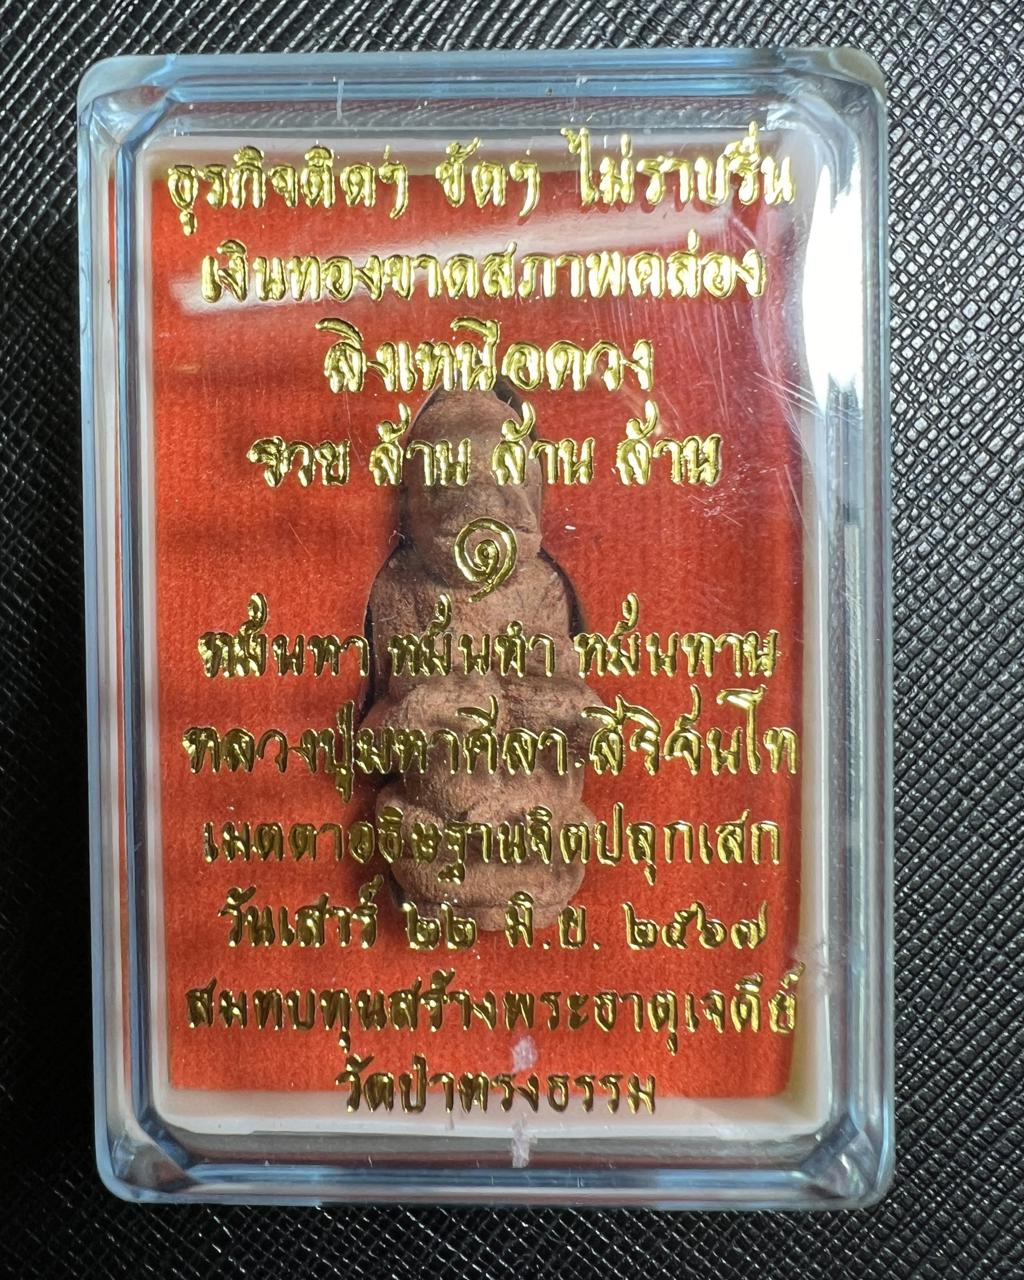 ธุรกิจติดๆ ขัดๆ ไม่ราบรื่น
เงินทองขาดสภาพคล่อง
ลิงเหนือดวง
รวย ล้าน ล้าน ล้าน
๑
หมั่นหา หมั่นทำ หมั่นทาน
หลวงปู่มหาศีลา สิริจันโท
เมตตาอธิษฐานจิตปลุกเสก
วันเสาร์ ๒๒ มิ.ย. ๒๕๖๗
สมทบทุนสร้างพระธาตุเจดีย์
วัดป่าตรงธรรม